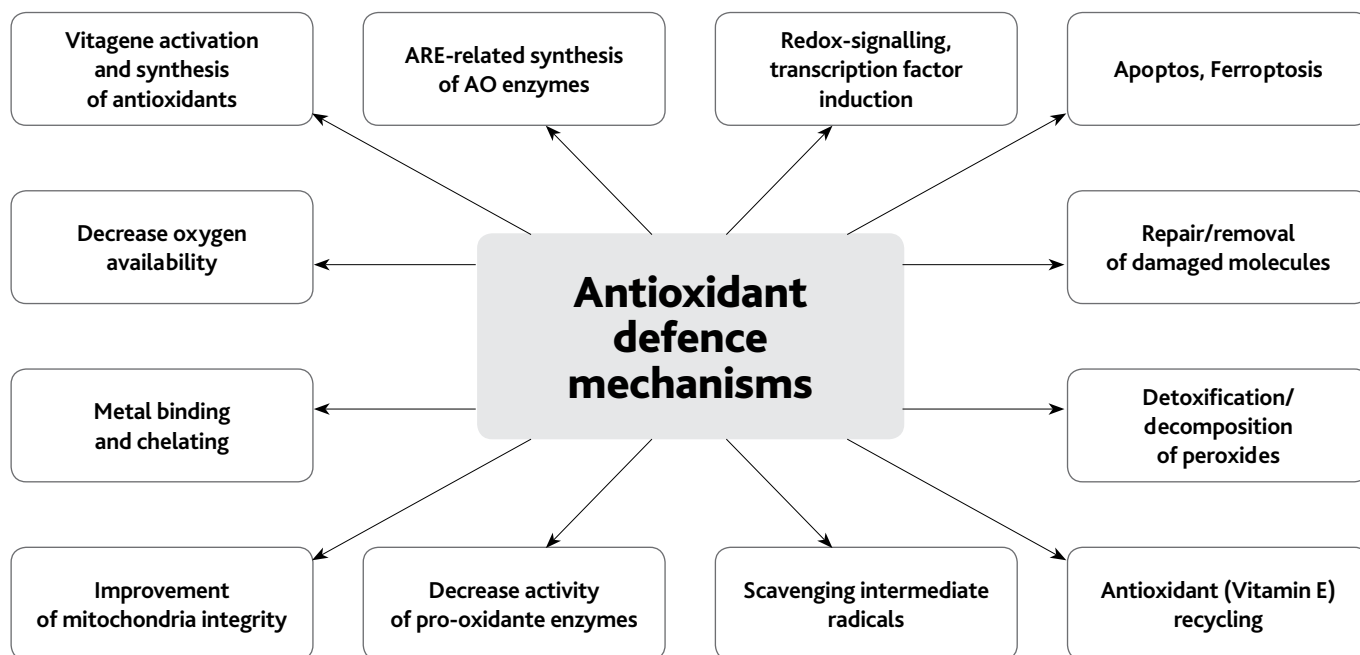 Vitagene activation
and synthesis
of antioxidants
ARE-related synthesis
of AO enzymes
Redox-signalling,
transcription factor
induction
Apoptos, Ferroptosis
Decrease oxygen
availability
Repair/removal
of damaged molecules
Antioxidant
defence
mechanisms
Metal binding
and chelating
Detoxification/
decomposition
of peroxides
Improvement
of mitochondria integrity
Decrease activity
of pro-oxidante enzymes
Scavenging intermediate
radicals
Antioxidant (Vitamin E)
recycling